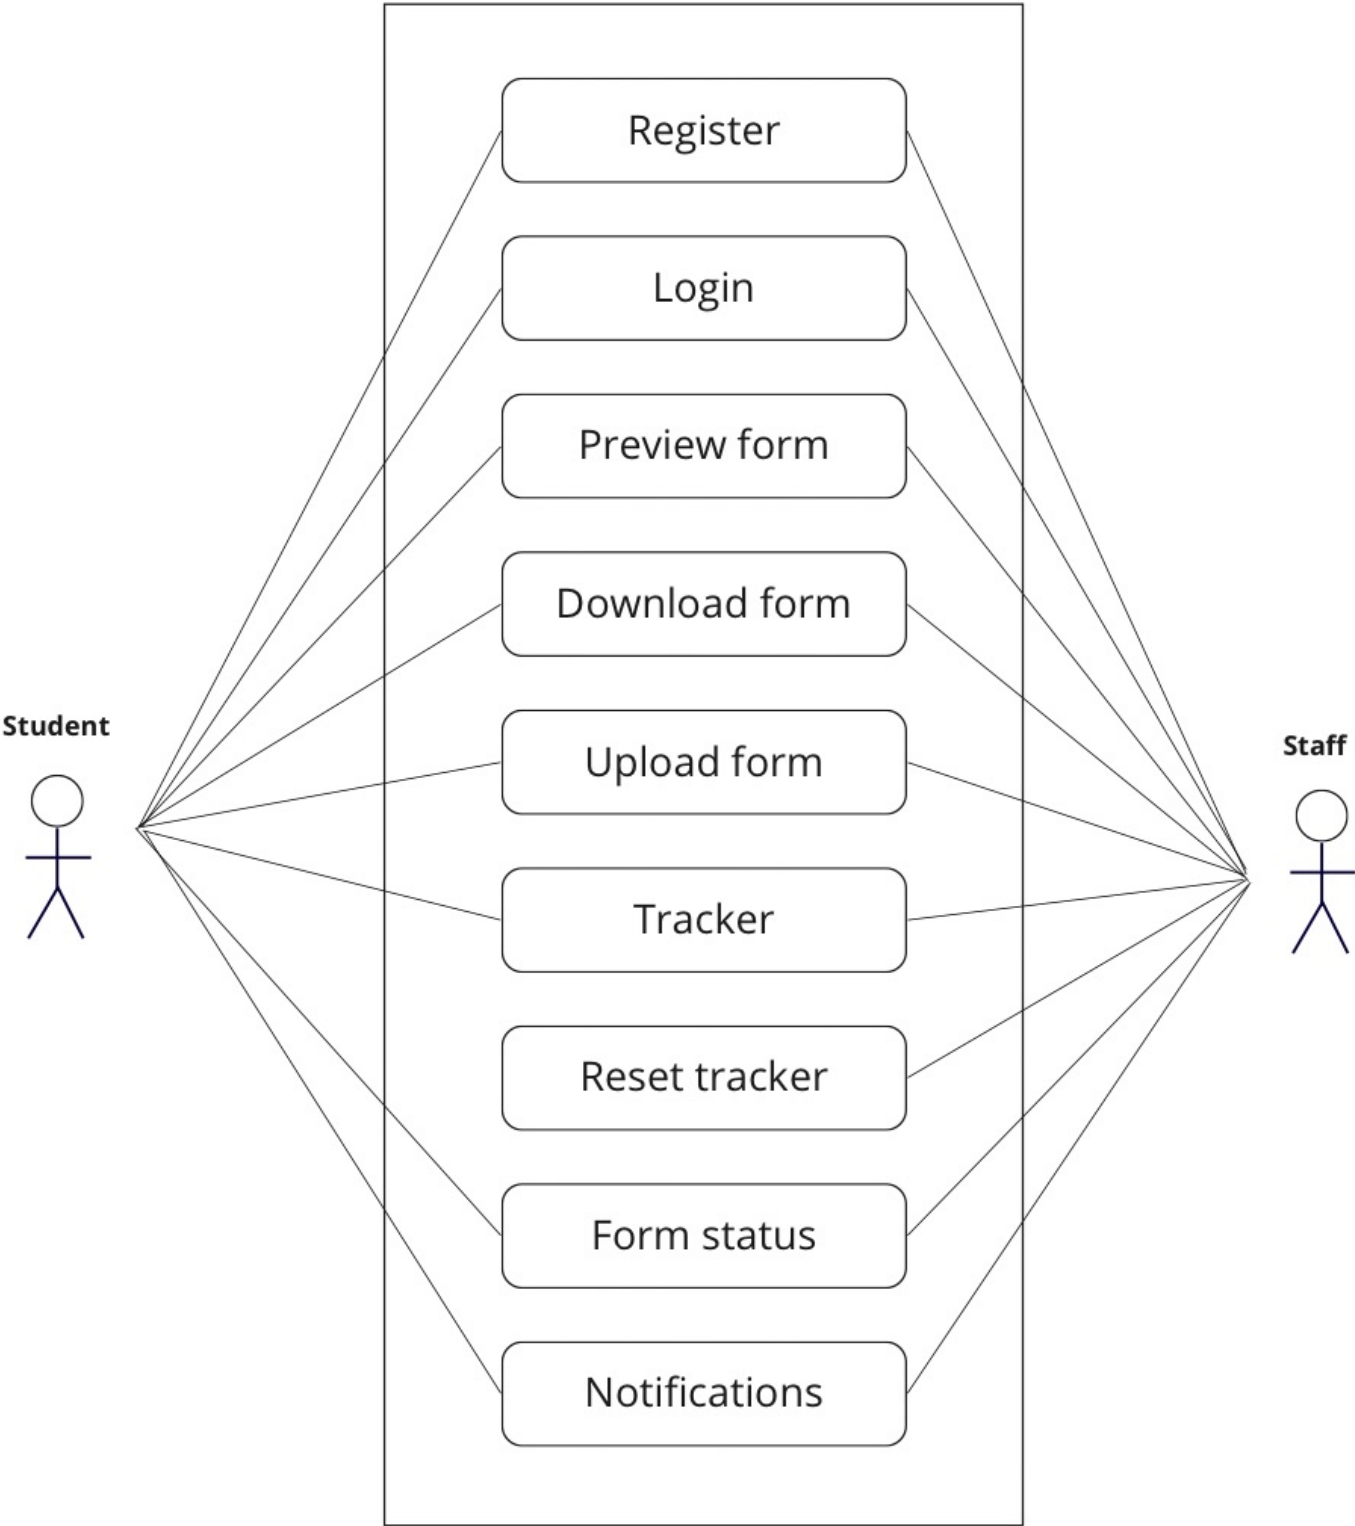 Register
Login
Preview form
Download form
Upload form
Student
Staff
Tracker
Reset tracker
Form status
Notifications